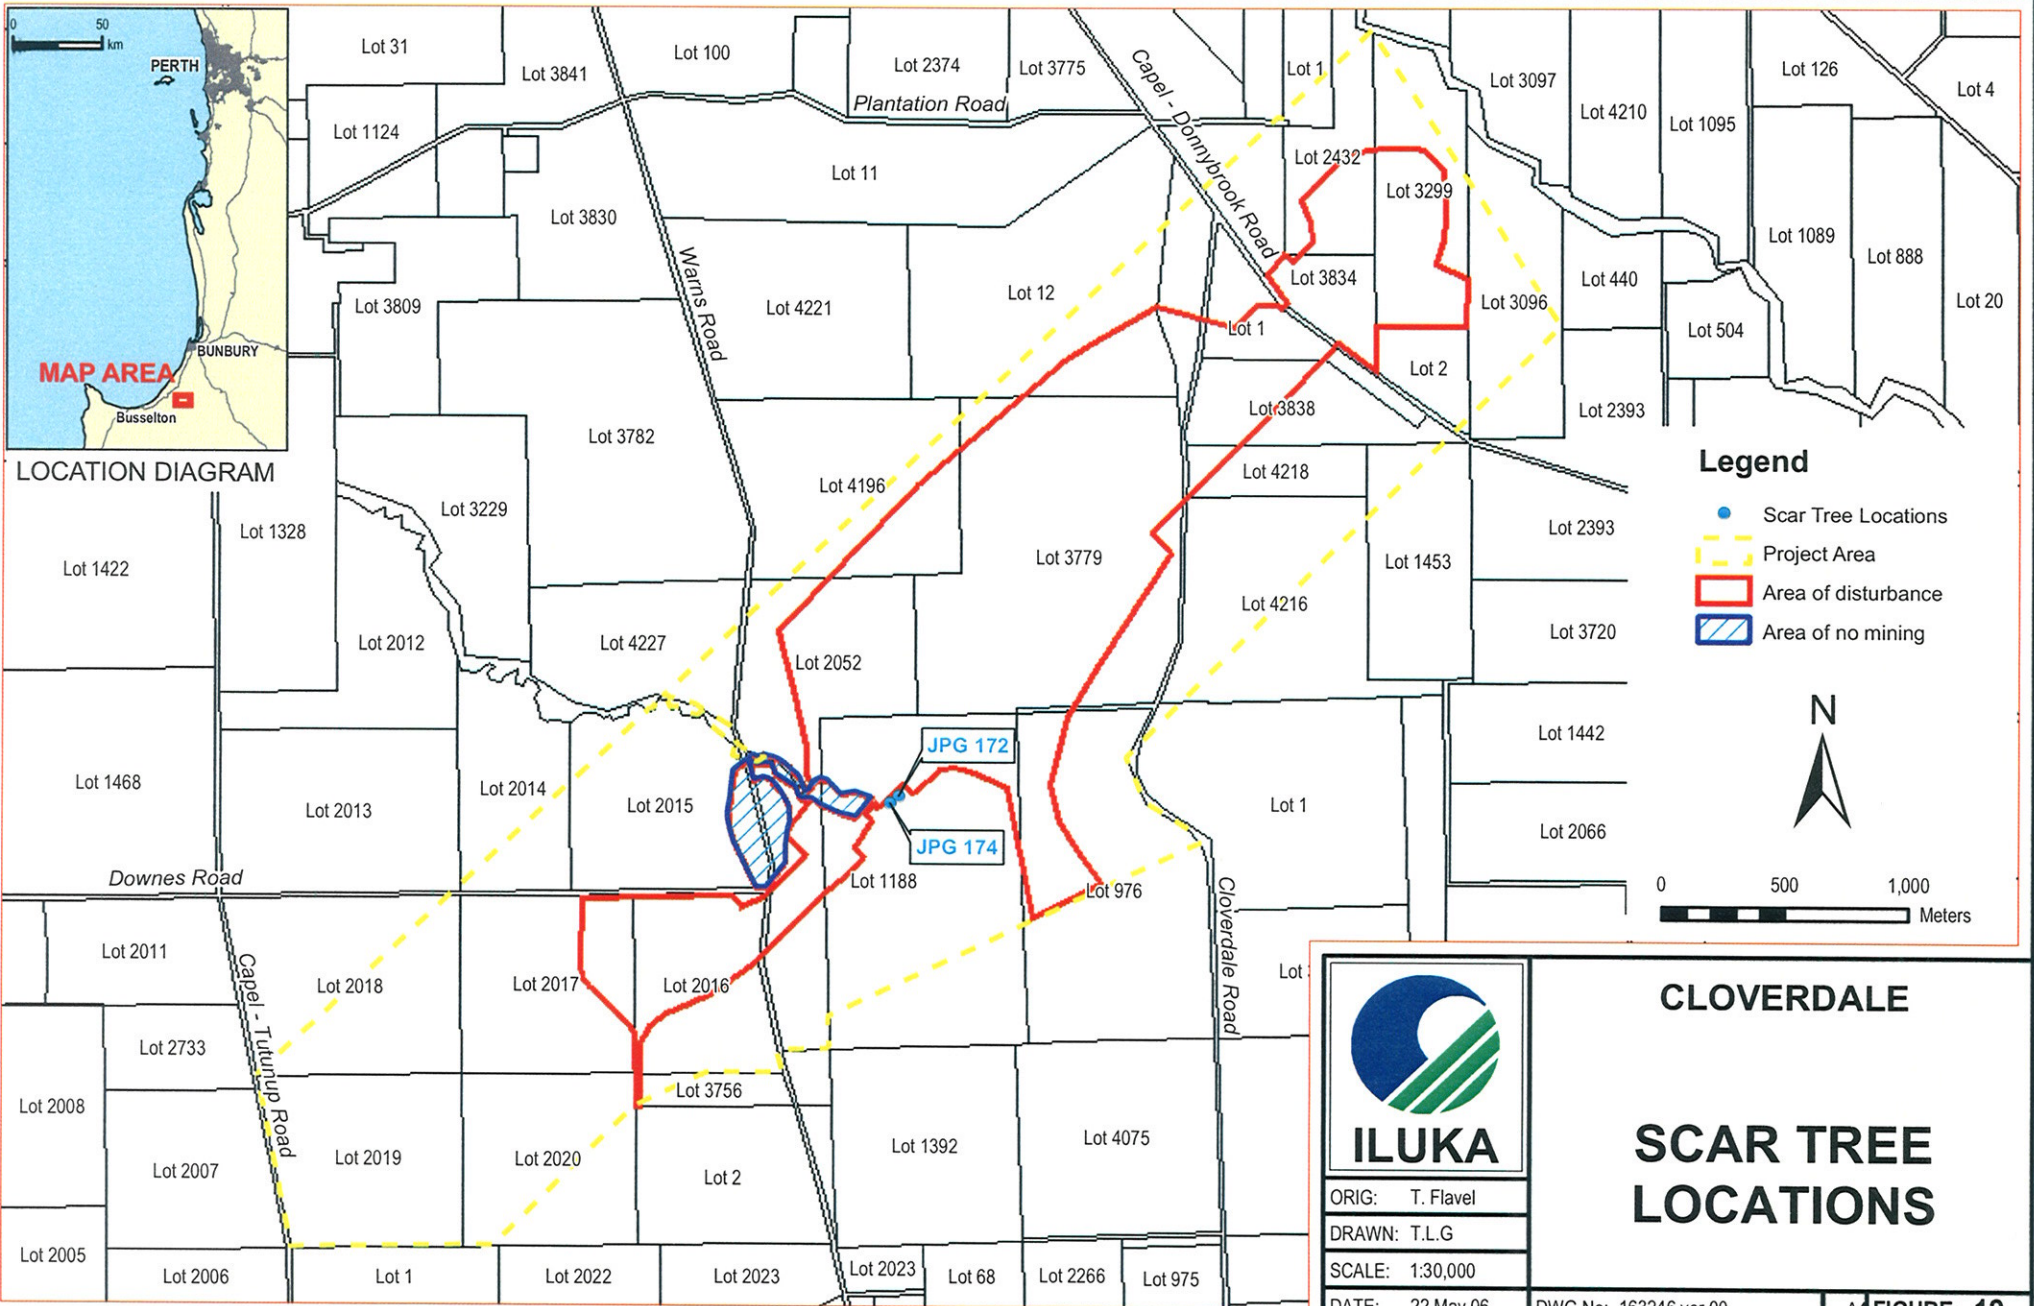 0 50
km
PERTH
BUNBURY
MAP AREA
Busselton
LOCATION DIAGRAM
Lot 31
Lot 3841
Lot 100
Lot 2374
Lot 3775
Capel - Donnybrook Road
Lot 1
Lot 3097
Lot 126
Lot 4
Lot 4210
Lot 1095
Lot 1124
Plantation Road
Lot 11
Lot 2432
Lot 3299
Lot 3830
Lot 1089
Lot 888
Lot 20
Lot 3809
Warns Road
Lot 4221
Lot 12
Lot 3834
Lot 3096
Lot 440
Lot 504
Lot 1
Lot 2
Lot 3838
Lot 2393
Lot 3782
Lot 4196
Lot 4218
Legend
Scar Tree Locations
Project Area
Area of disturbance
Area of no mining
Lot 1422
Lot 1328
Lot 3229
Lot 3779
Lot 1453
Lot 2393
Lot 2012
Lot 4227
Lot 2052
Lot 4216
Lot 3720
N
Lot 1468
Lot 2013
Lot 2014
Lot 2015
JPG 172
JPG 174
Lot 1
Lot 1442
Lot 2066
Downes Road
Lot 1188
Lot 976
Cloverdale Road
0 500 1,000
Meters
Lot 2011
Capel - Tutunup Road
Lot 2018
Lot 2017
Lot 2016
Lot
Lot 2733
Lot 3756
Lot 2008
Lot 2007
Lot 2019
Lot 2020
Lot 2
Lot 1392
Lot 4075
Lot 2005
Lot 2006
Lot 1
Lot 2022
Lot 2023
Lot 2023
Lot 68
Lot 2266
Lot 975
ILUKA
CLOVERDALE
SCAR TREE
LOCATIONS
ORIG: T. Flavel
DRAWN: T.L.G
SCALE: 1:30,000
DATE: 22 May 06
DWG No:
FIGURE